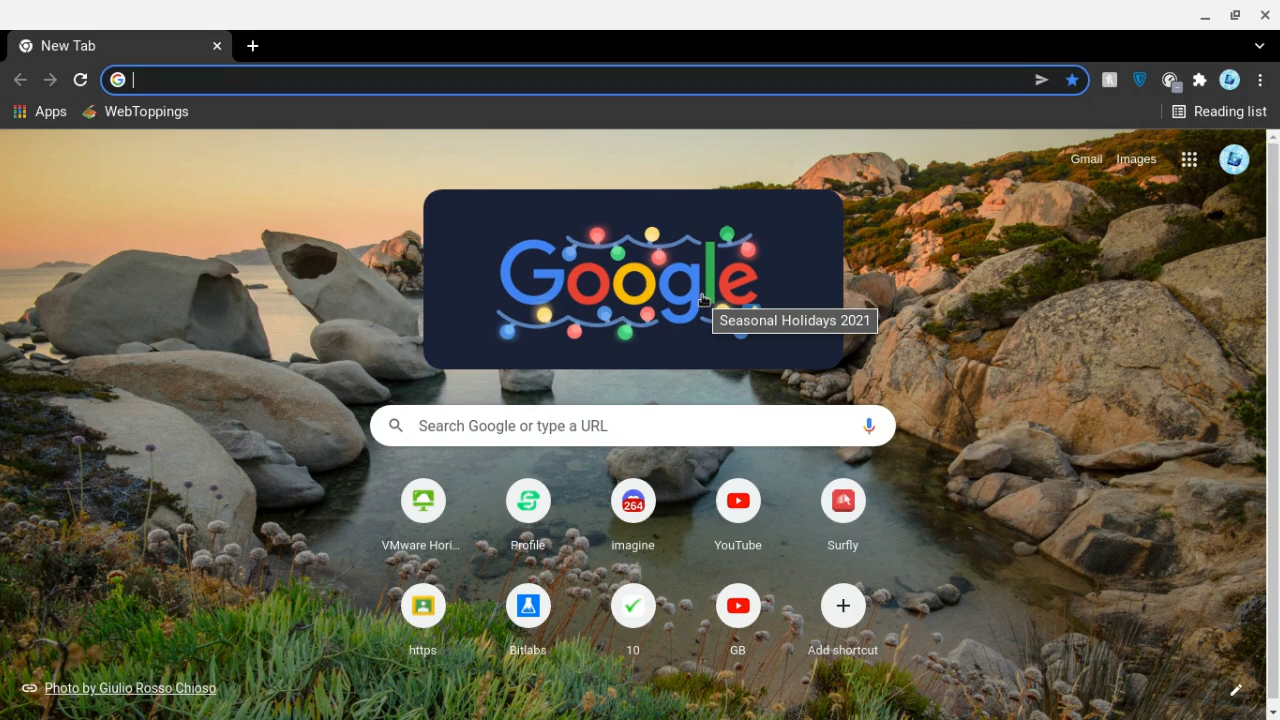 New Tab
Apps
WebToppings
Reading list
Gmail
Images
Google
Seasonal Holidays 2021
Search Google or type a URL
264
VMware Hori...
Profile
imagine
YouTube
Surfly
https
Bitlabs
10
GB
Add shortcut
Photo by Giulio Rosso Chioso